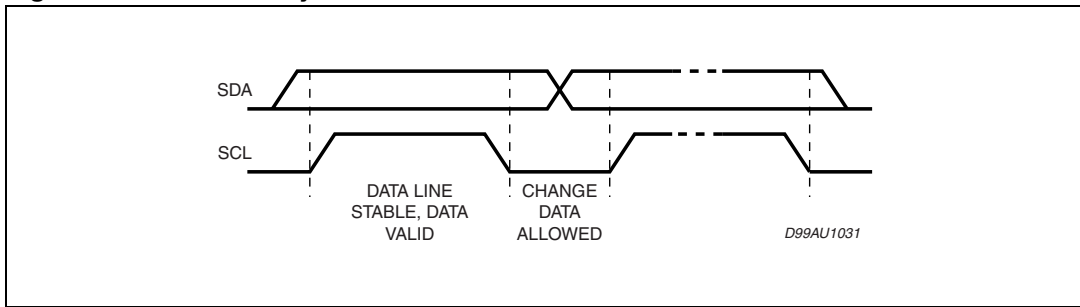 SDA
SCL
DATA LINE
STABLE, DATA
VALID
CHANGE
DATA
ALLOWED
D99AU1031